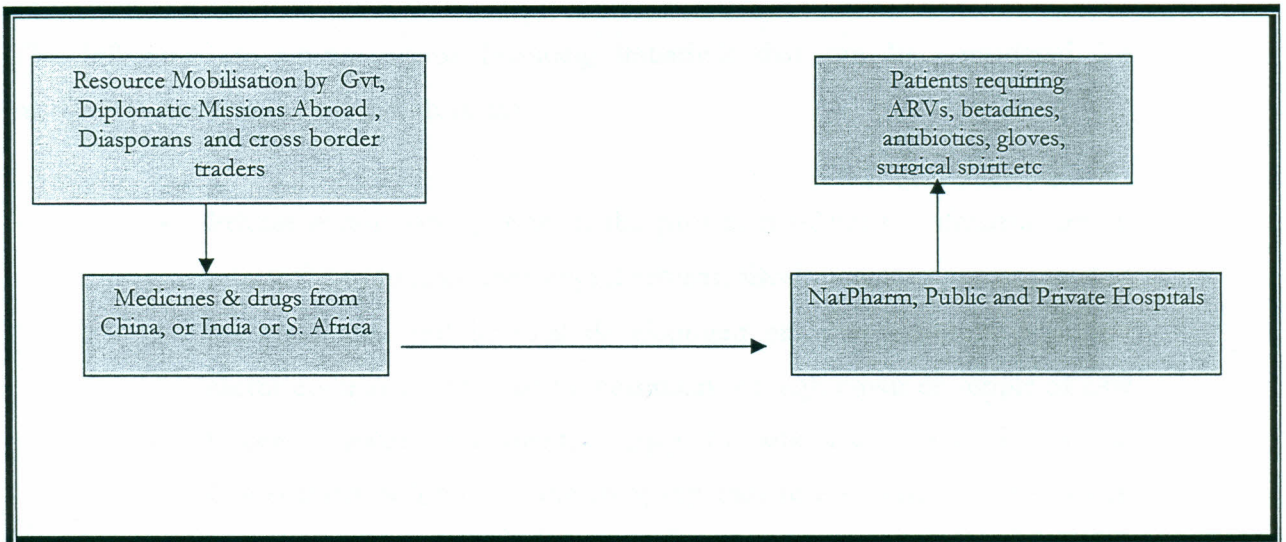 Resource Mobilisation by Gvt,
Diplomatic Missions Abroad ,
Diasporans and cross border
traders
Patients requiring
ARVs, betadines,
antibiotics, gloves,
surgical spirit.etc
Medicines & drugs from
China, or India or S. Africa
NatPharm, Public and Private Hospitals